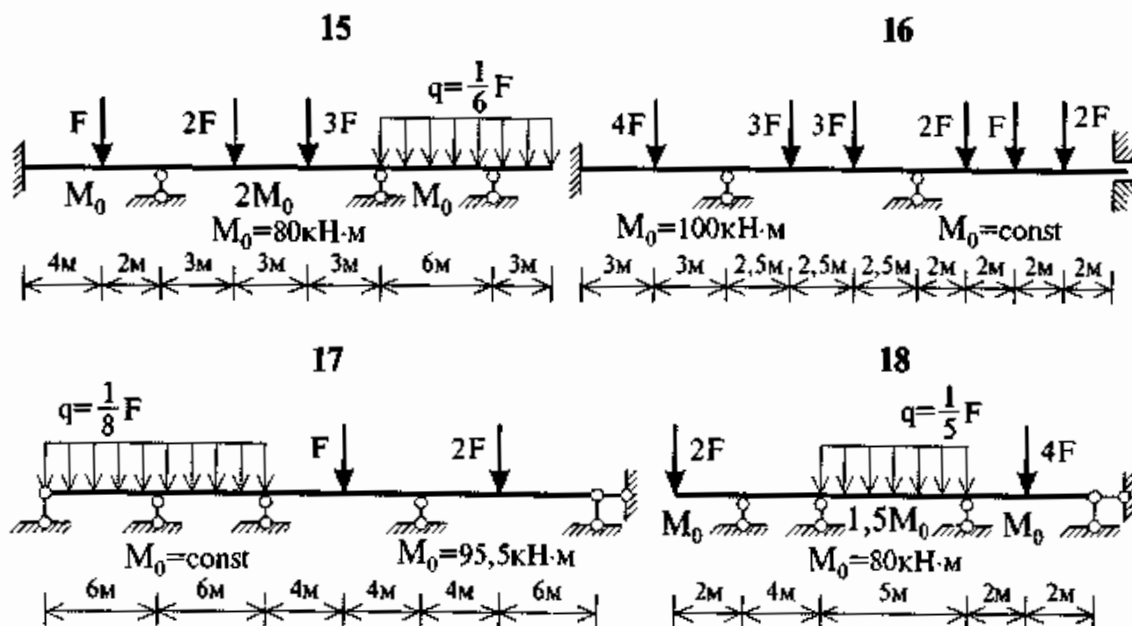 15
F
2F
3F
q=1/6 F
M₀
2M₀
M₀
M₀=80кН·м
4м 2м 3м 3м 3м 6м 3м
16
4F
3F
3F
2F
F
2F
M₀=100кН·м
M₀=const
3м 3м 2,5м 2,5м 2,5м 2м 2м 2м 2м
17
q=1/8 F
F
2F
M₀=const
M₀=95,5кН·м
6м 6м 4м 4м 4м 6м
18
2F
q=1/5 F
4F
M₀
1,5M₀
M₀
M₀=80кН·м
2м 4м 5м 2м 2м